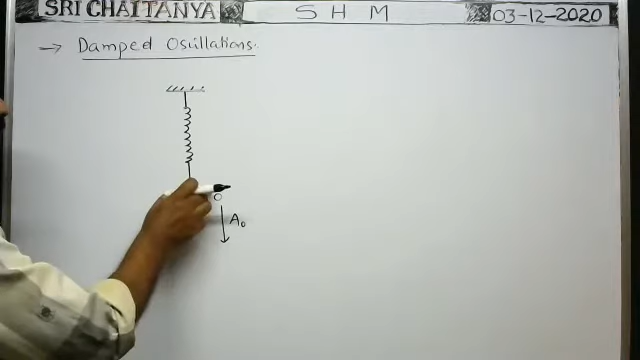 SRI CHAITANYA
S H M
03-12-2020
→ Damped Oscillations.
O
A₀